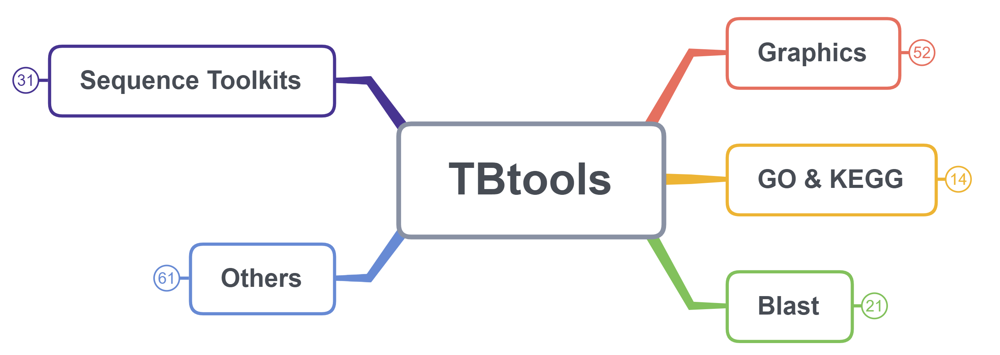 TBtools
Graphics
52
GO & KEGG
14
Blast
21
Sequence Toolkits
31
Others
61